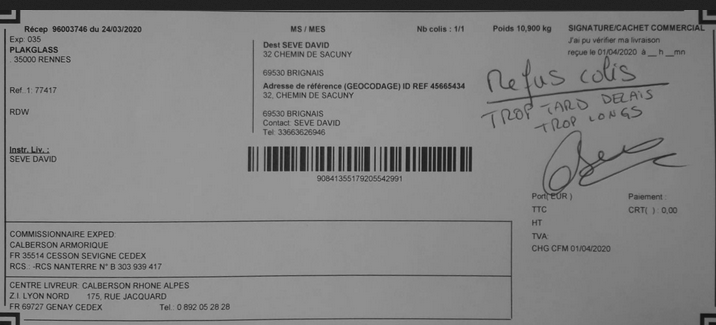 Récep 96003746 du 24/03/2020
MS / MES
Nb colis : 1/1
Poids 10,900 kg
SIGNATURE/CACHET COMMERCIAL
Exp: 035
PLAKGLASS
35000 RENNES
Ref.1: 77417
RDW
Instr. Liv. :
SEVE DAVID
Dest SEVE DAVID
32 CHEMIN DE SACUNY
69530 BRIGNAIS
Adresse de référence (GEOCODAGE) ID REF 45665434
32, CHEMIN DE SACUNY
69530 BRIGNAIS
Contact: SEVE DAVID
Tel: 33663626946
90841355179205542991
J'ai pu vérifier ma livraison
reçue le 01/04/2020 à __ h __mn
Refus colis
TROP TARD DELAIS
TROP LONGS
Port( EUR )
Paiement :
TTC
CRT( ) : 0,00
HT
TVA:
CHG CFM 01/04/2020
COMMISSIONAIRE EXPED:
CALBERSON ARMORIQUE
FR 35514 CESSON SEVIGNE CEDEX
RCS.: -RCS NANTERRE N° B 303 939 417
CENTRE LIVREUR: CALBERSON RHONE ALPES
Z.I. LYON NORD 175, RUE JACQUARD
FR 69727 GENAY CEDEX Tel.: 0 892 05 28 28